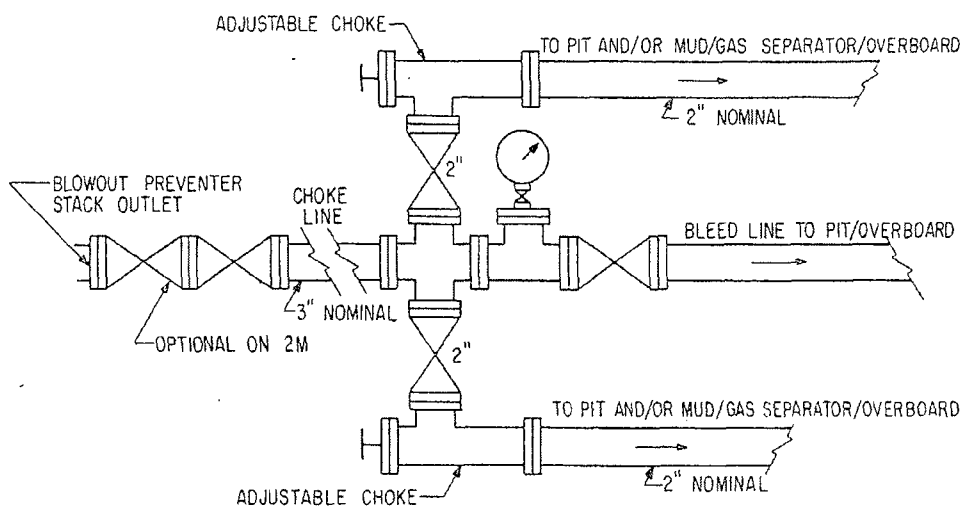 ADJUSTABLE CHOKE
TO PIT AND/OR MUD/GAS SEPARATOR/OVERBOARD
2" NOMINAL
2"
BLOWOUT PREVENTER
STACK OUTLET
CHOKE
LINE
BLEED LINE TO PIT/OVERBOARD
3" NOMINAL
OPTIONAL ON 2M
2"
TO PIT AND/OR MUD/GAS SEPARATOR/OVERBOARD
2" NOMINAL
ADJUSTABLE CHOKE